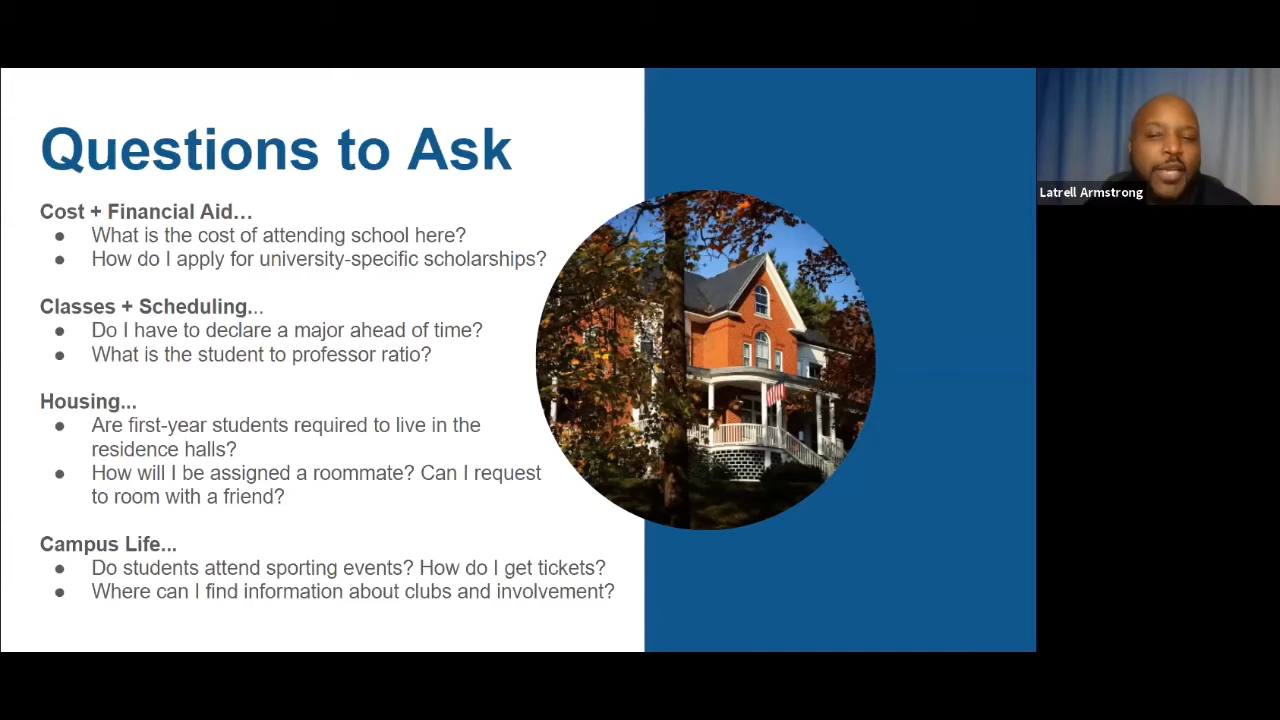 Questions to Ask
Cost + Financial Aid…
● What is the cost of attending school here?
● How do I apply for university-specific scholarships?
Classes + Scheduling...
● Do I have to declare a major ahead of time?
● What is the student to professor ratio?
Housing...
● Are first-year students required to live in the
residence halls?
● How will I be assigned a roommate? Can I request
to room with a friend?
Campus Life...
● Do students attend sporting events? How do I get tickets?
● Where can I find information about clubs and involvement?
Latrell Armstrong